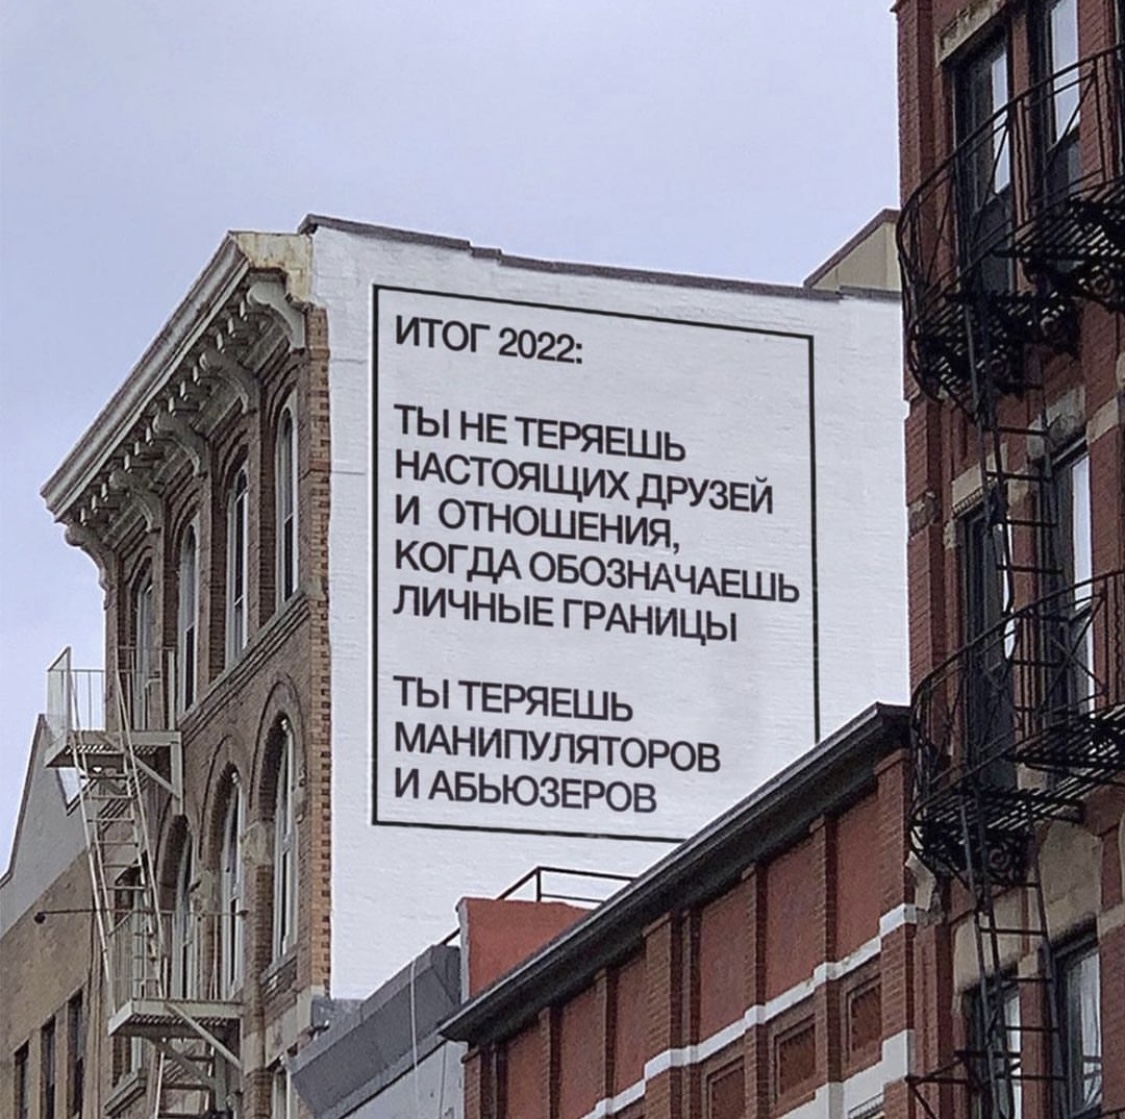 ИТОГ 2022:
ТЫ НЕ ТЕРЯЕШЬ
НАСТОЯЩИХ ДРУЗЕЙ
И ОТНОШЕНИЯ,
КОГДА ОБОЗНАЧАЕШЬ
ЛИЧНЫЕ ГРАНИЦЫ
ТЫ ТЕРЯЕШЬ
МАНИПУЛЯТОРОВ
И АБЬЮЗЕРОВ